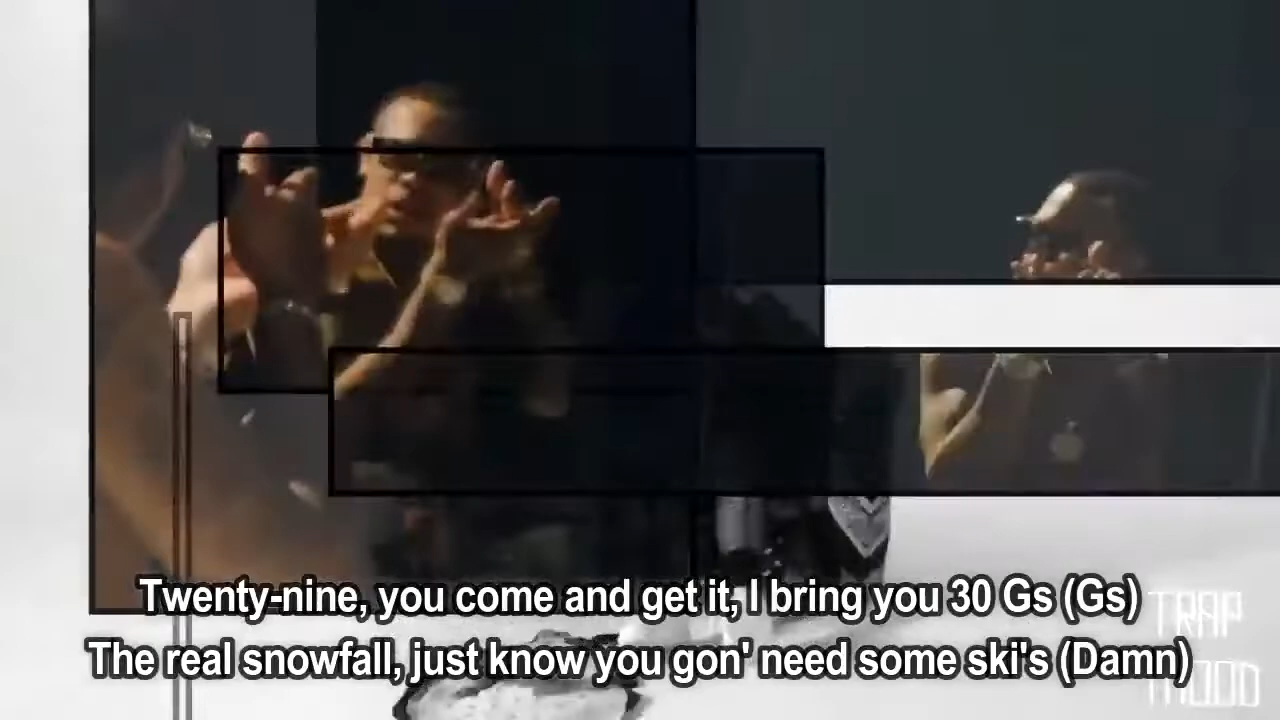 Twenty-nine, you come and get it, I bring you 30 Gs (Gs)
The real snowfall, just know you gon' need some ski's (Damn)
TRAP
MOOD